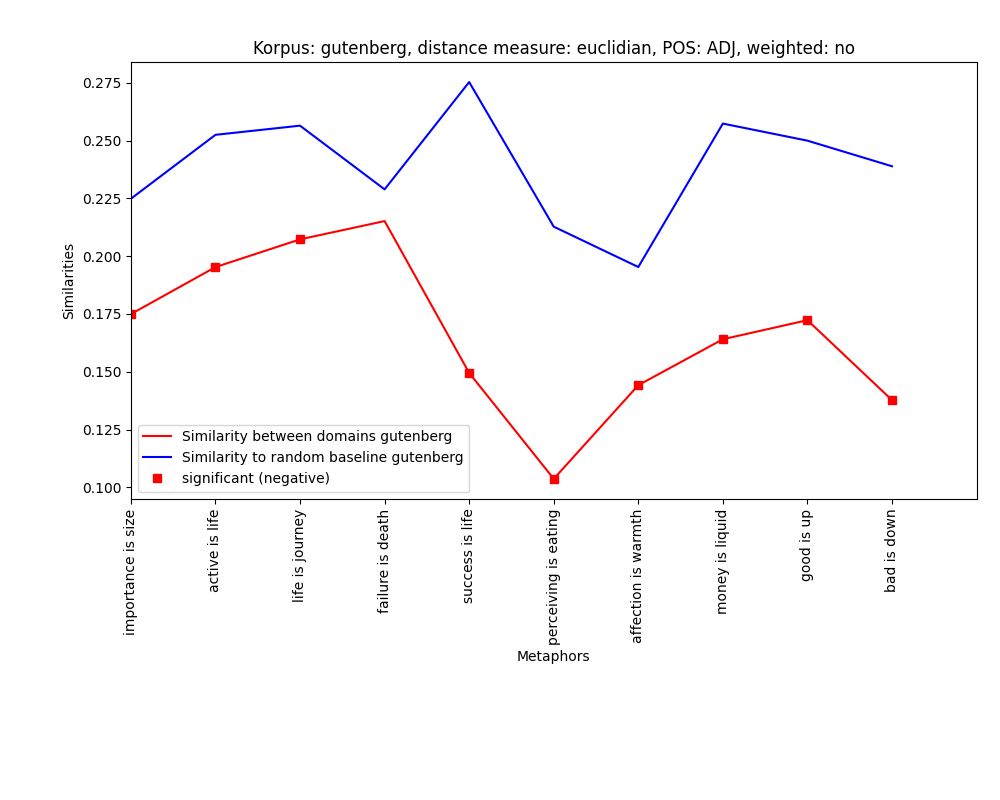 Korpus: gutenberg, distance measure: euclidian, POS: ADJ, weighted: no
0.275
0.250
0.225
0.200
0.175
0.150
0.125
0.100
Similarities
Similarity between domains gutenberg
Similarity to random baseline gutenberg
significant (negative)
importance is size
active is life
life is journey
failure is death
success is life
perceiving is eating
affection is warmth
money is liquid
good is up
bad is down
Metaphors